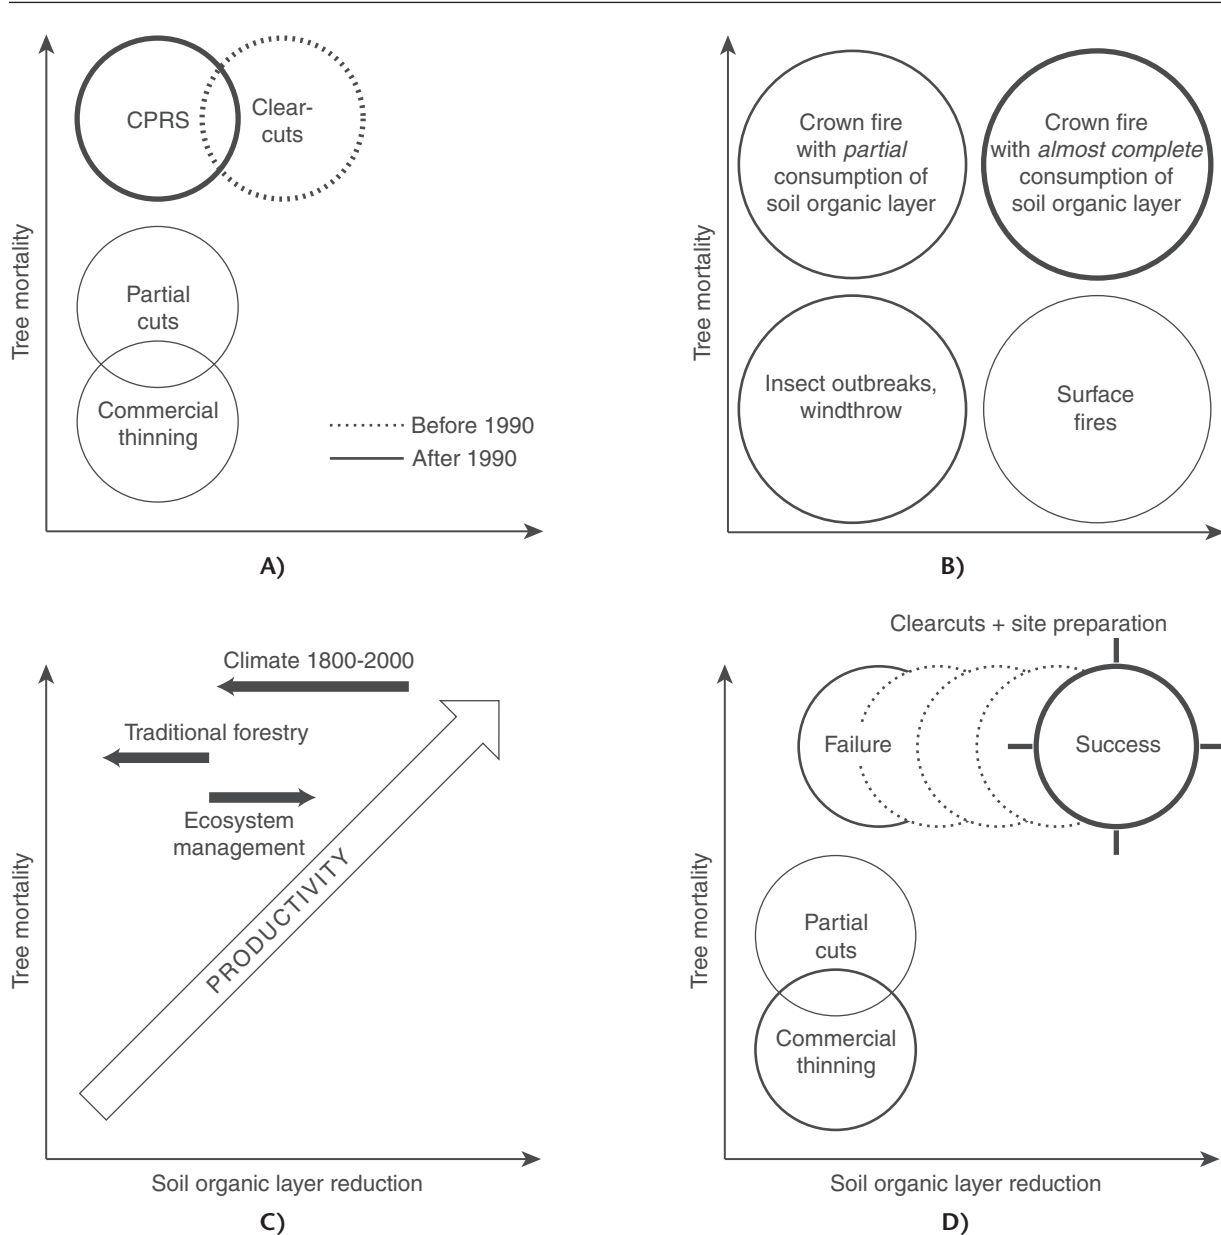 CPRS
Clear-
cuts
Partial
cuts
Commercial
thinning
Before 1990
After 1990
Tree mortality
A)
Crown fire
with partial
consumption of
soil organic layer
Crown fire
with almost complete
consumption of
soil organic layer
Insect outbreaks,
windthrow
Surface
fires
Tree mortality
B)
Climate 1800-2000
Traditional forestry
Ecosystem
management
PRODUCTIVITY
Tree mortality
Soil organic layer reduction
C)
Clearcuts + site preparation
Failure
Success
Partial
cuts
Commercial
thinning
Tree mortality
Soil organic layer reduction
D)